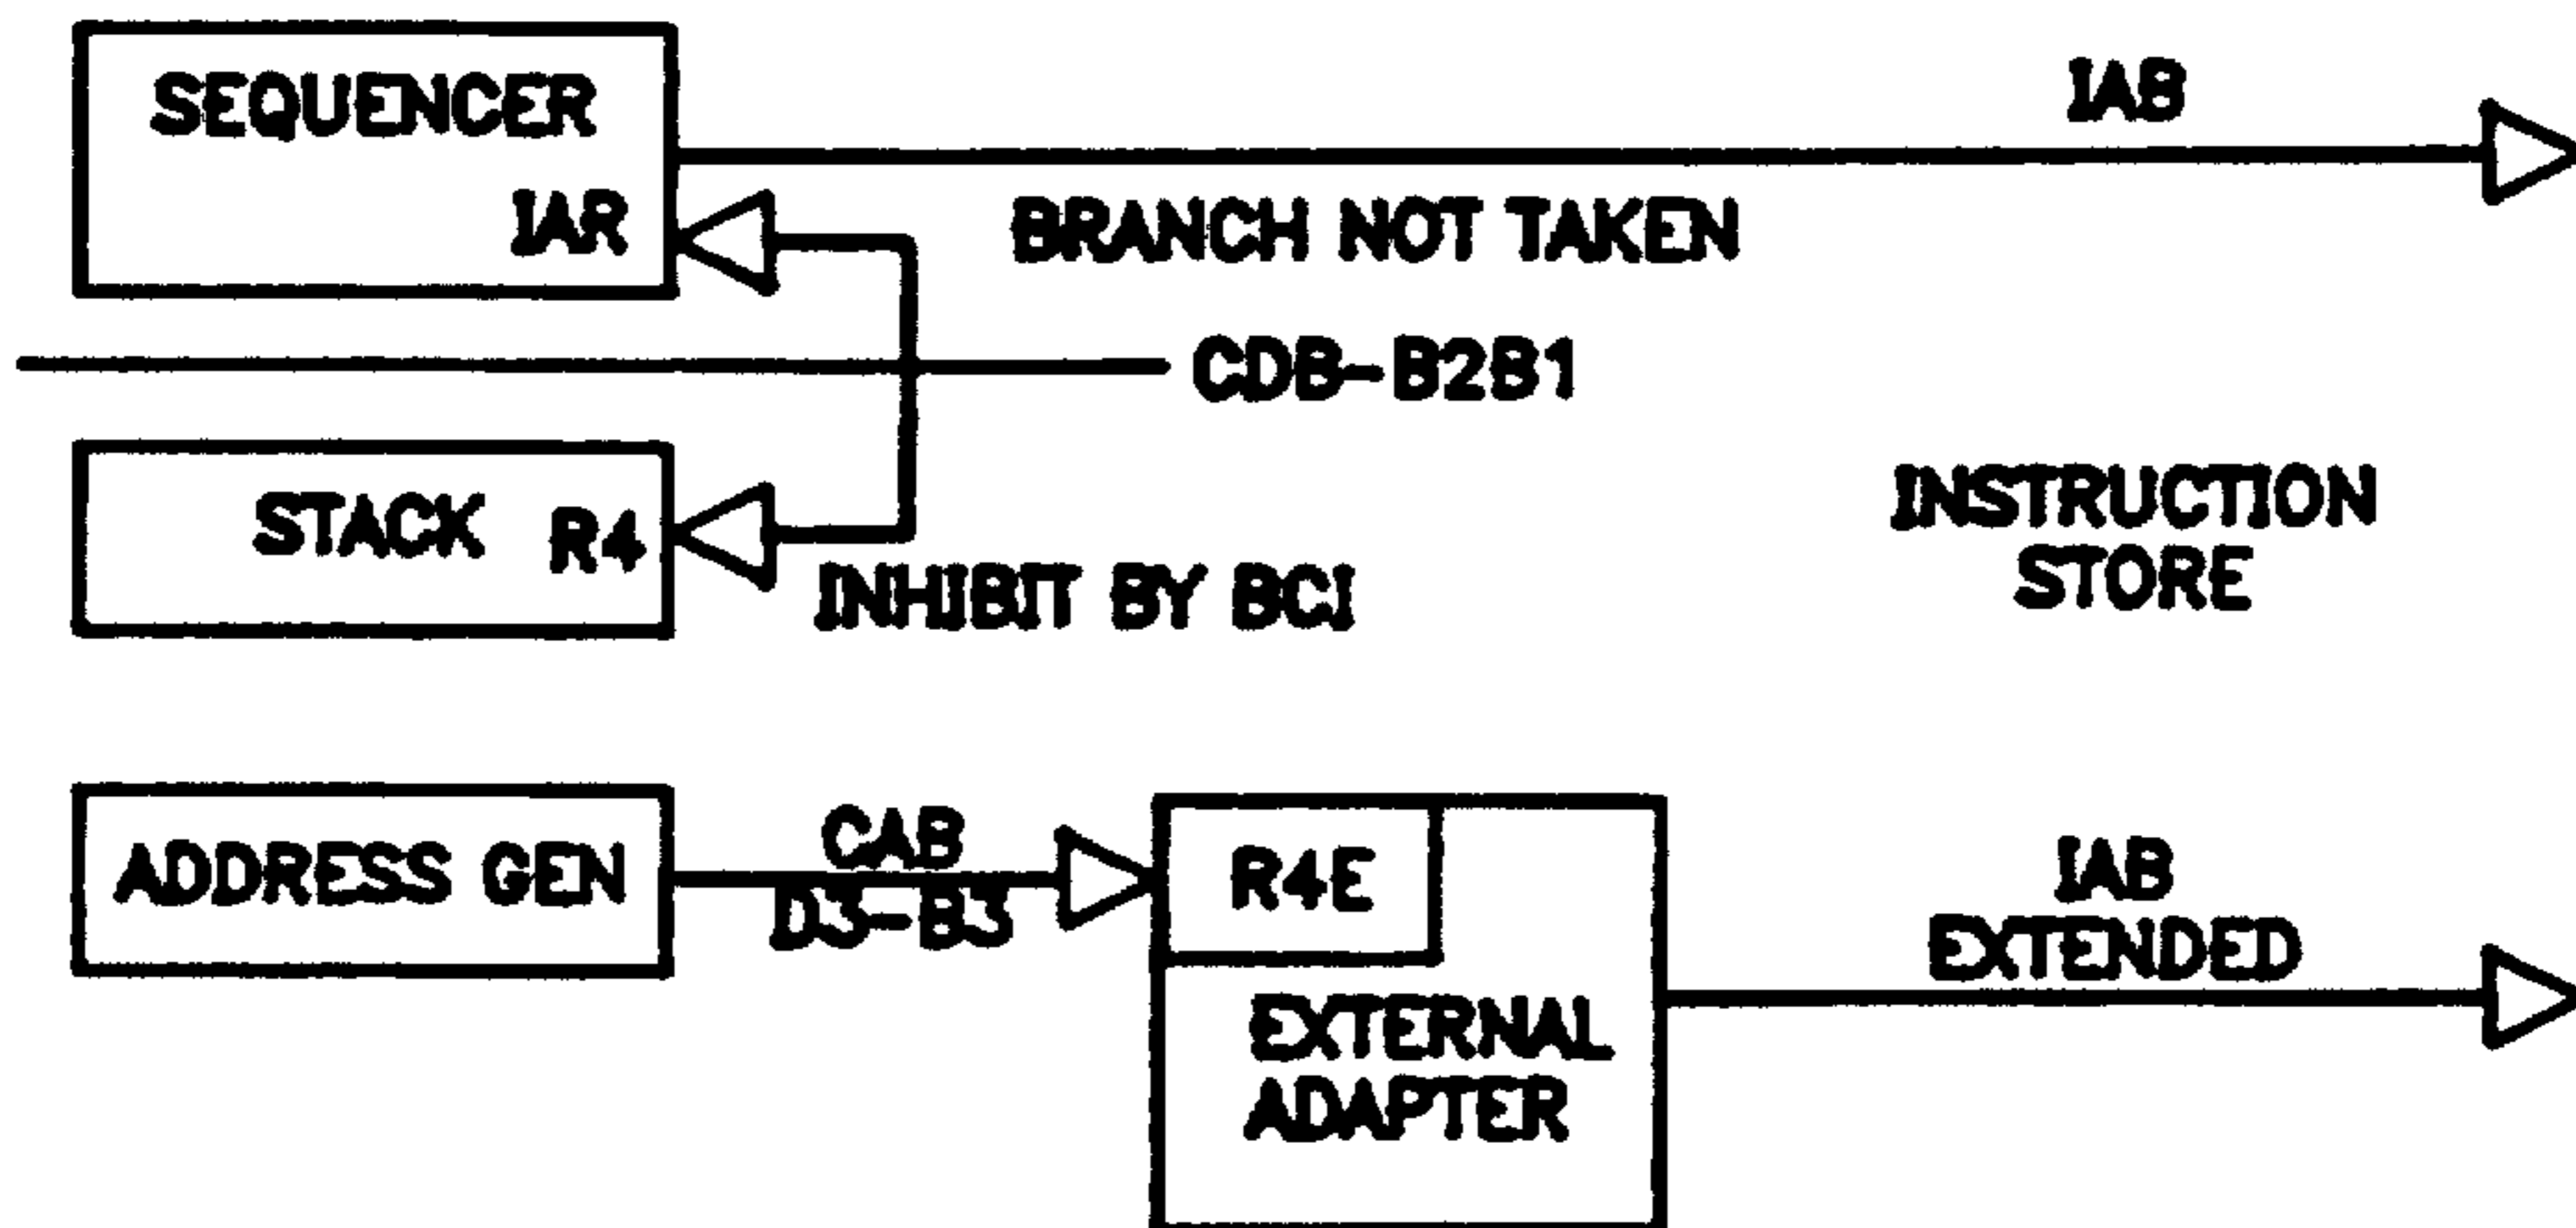 SEQUENCER
IAB
IAR
BRANCH NOT TAKEN
CDB-B2B1
STACK R4
INHIBIT BY BCI
INSTRUCTION
STORE
ADDRESS GEN
CAB
D3-B3
R4E
EXTERNAL
ADAPTER
IAB
EXTENDED